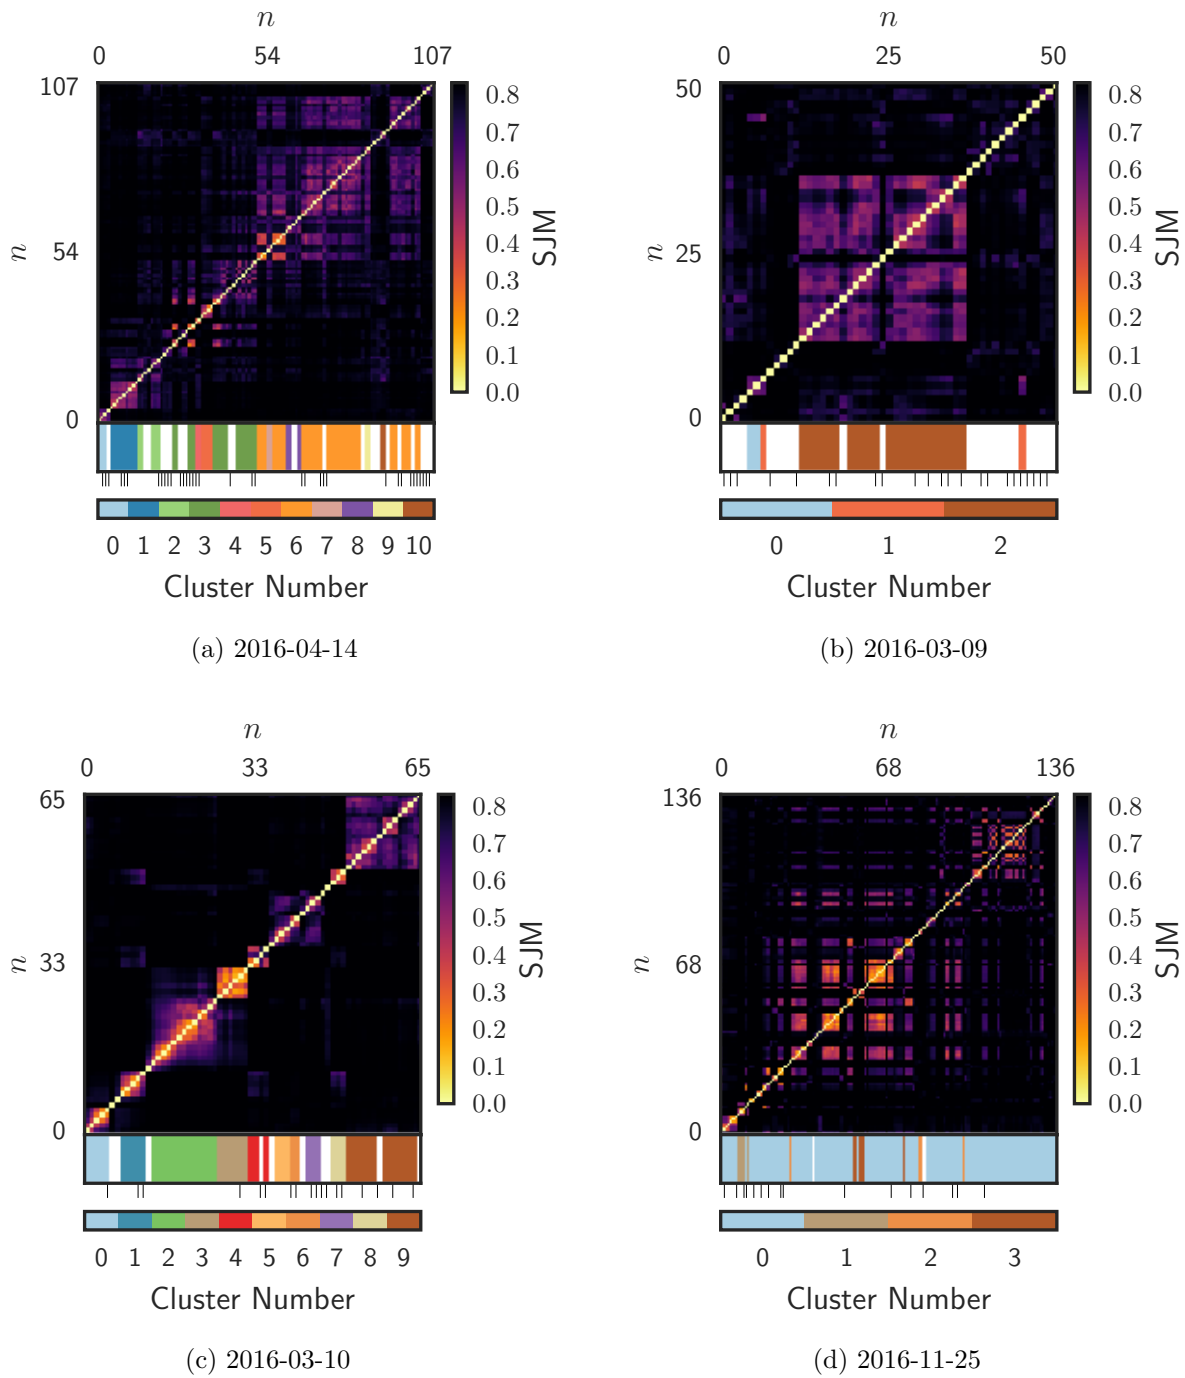 n
0 54 107
107
54
n
0
0.8
0.7
0.6
0.5
0.4
0.3
0.2
0.1
0.0
SJM
0 1 2 3 4 5 6 7 8 9 10
Cluster Number
(a) 2016-04-14
n
0 25 50
50
25
n
0
0.8
0.7
0.6
0.5
0.4
0.3
0.2
0.1
0.0
SJM
0 1 2
Cluster Number
(b) 2016-03-09
n
0 33 65
65
33
n
0
0.8
0.7
0.6
0.5
0.4
0.3
0.2
0.1
0.0
SJM
0 1 2 3 4 5 6 7 8 9
Cluster Number
(c) 2016-03-10
n
0 68 136
136
68
n
0
0.8
0.7
0.6
0.5
0.4
0.3
0.2
0.1
0.0
SJM
0 1 2 3
Cluster Number
(d) 2016-11-25